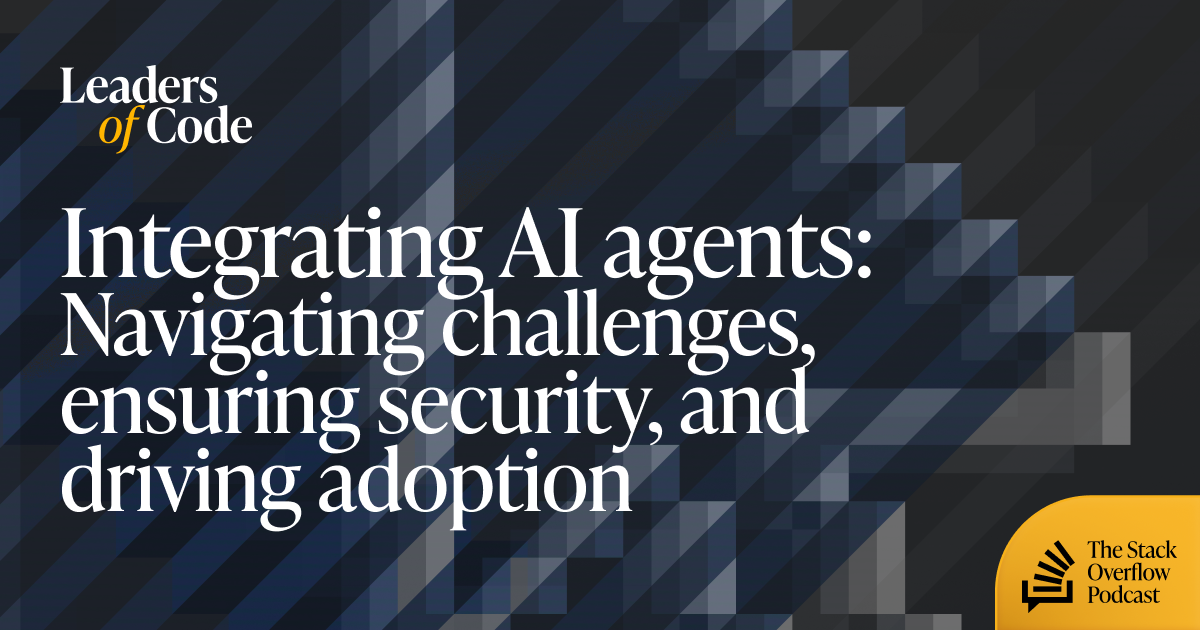 Leaders
of Code
Integrating AI agents:
Navigating challenges,
ensuring security, and
driving adoption
The Stack
Overflow
Podcast